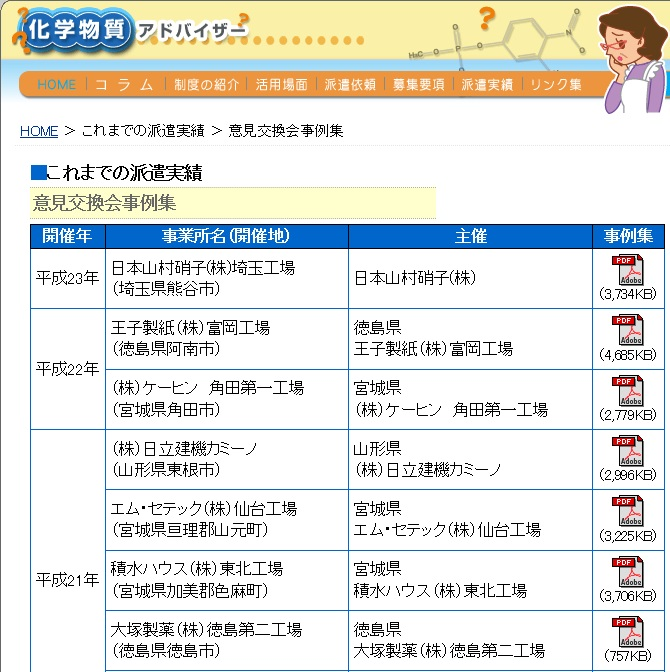 化学物質アドバイザー
H₃C
HOME | コラム | 制度の紹介 | 活用場面 | 派遣依頼 | 募集要項 | 派遣実績 | リンク集
HOME > これまでの派遣実績 > 意見交換会事例集
■これまでの派遣実績
意見交換会事例集
開催年 事業所名(開催地) 主催 事例集
平成23年
日本山村硝子(株)埼玉工場
(埼玉県熊谷市)
日本山村硝子(株)
PDF
Adobe
(3,734KB)
平成22年
王子製紙(株)富岡工場
(徳島県阿南市)
徳島県
王子製紙(株)富岡工場
PDF
Adobe
(4,685KB)
(株)ケーヒン 角田第一工場
(宮城県角田市)
宮城県
(株)ケーヒン 角田第一工場
PDF
Adobe
(2,779KB)
平成21年
(株)日立建機カミーノ
(山形県東根市)
山形県
(株)日立建機カミーノ
PDF
Adobe
(2,996KB)
エム・セテック(株)仙台工場
(宮城県亘理郡山元町)
宮城県
エム・セテック(株)仙台工場
PDF
Adobe
(3,225KB)
積水ハウス(株)東北工場
(宮城県加美郡色麻町)
宮城県
積水ハウス(株)東北工場
PDF
Adobe
(3,706KB)
大塚製薬(株)徳島第二工場
(徳島県徳島市)
徳島県
大塚製薬(株)徳島第二工場
PDF
Adobe
(757KB)